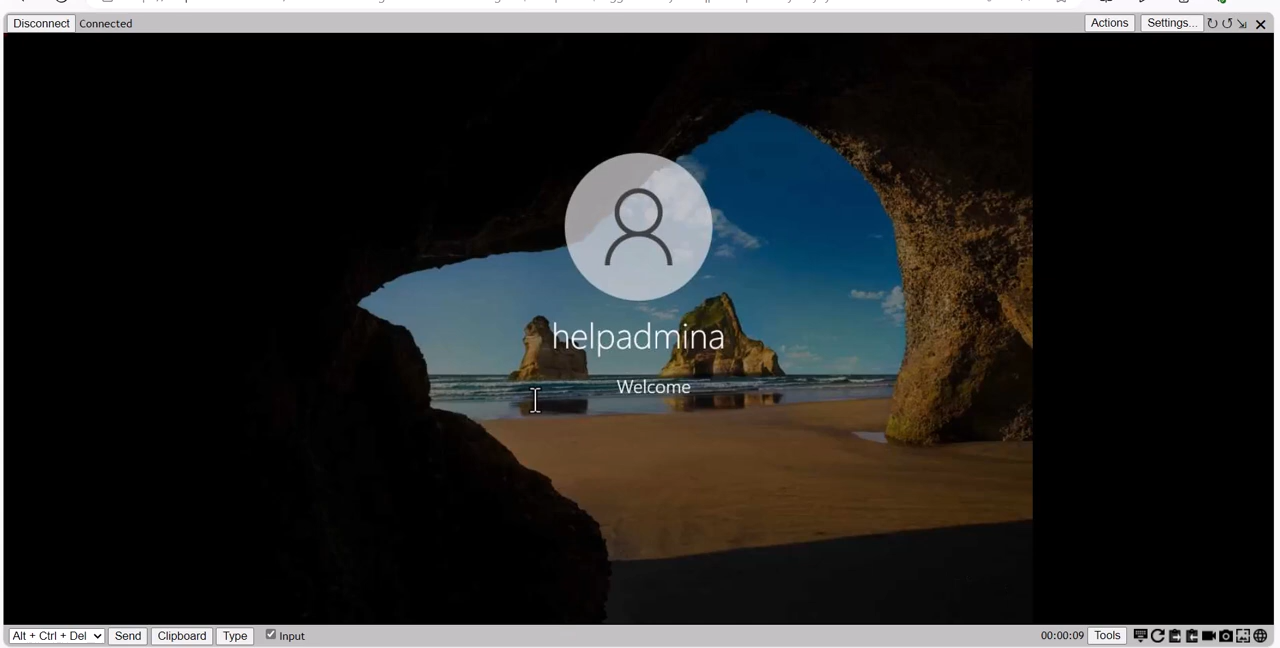 Disconnect Connected Actions Settings...
helpadmina
Welcome
Alt + Ctrl + Del Send Clipboard Type Input 00:00:09 Tools